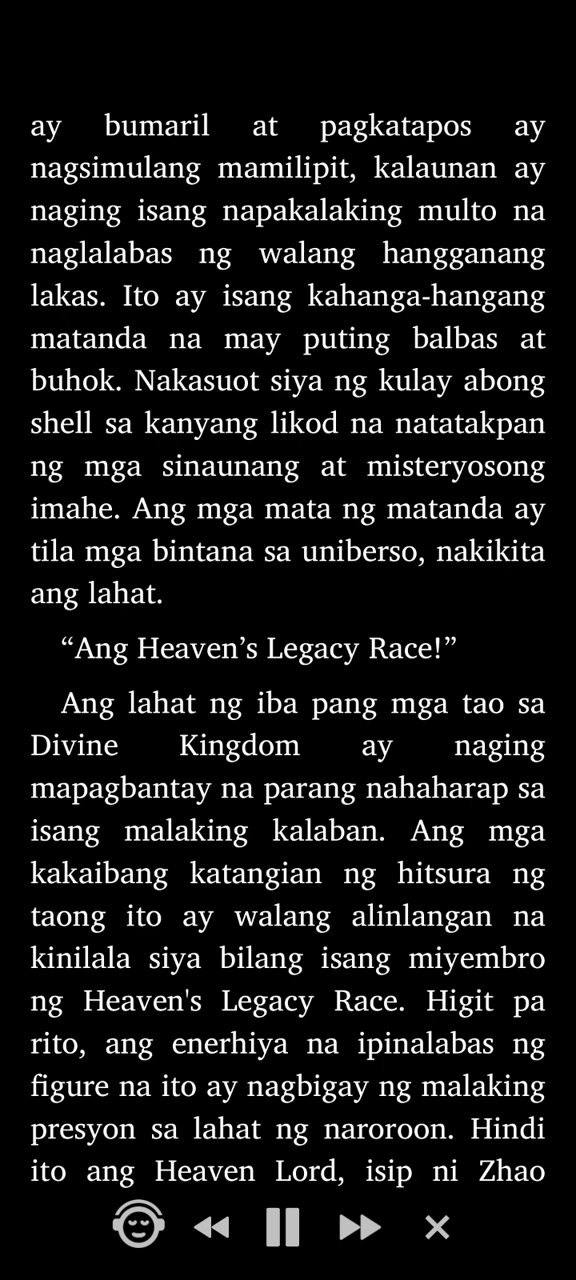 ay bumaril at pagkatapos ay
nagsimulang mamilipit, kalaunan ay
naging isang napakalaking multo na
naglalabas ng walang hangganang
lakas. Ito ay isang kahanga-hangang
matanda na may puting balbas at
buhok. Nakasuot siya ng kulay abong
shell sa kanyang likod na natatakpan
ng mga sinaunang at misteryosong
imahe. Ang mga mata ng matanda ay
tila mga bintana sa uniberso, nakikita
ang lahat.
“Ang Heaven’s Legacy Race!”
Ang lahat ng iba pang mga tao sa
Divine Kingdom ay naging
mapagbantay na parang nahaharap sa
isang malaking kalaban. Ang mga
kakaibang katangian ng hitsura ng
taong ito ay walang alinlangan na
kinilala siya bilang isang miyembro
ng Heaven's Legacy Race. Higit pa
rito, ang enerhiya na ipinalabas ng
figure na ito ay nagbigay ng malaking
presyon sa lahat ng naroroon. Hindi
ito ang Heaven Lord, isip ni Zhao